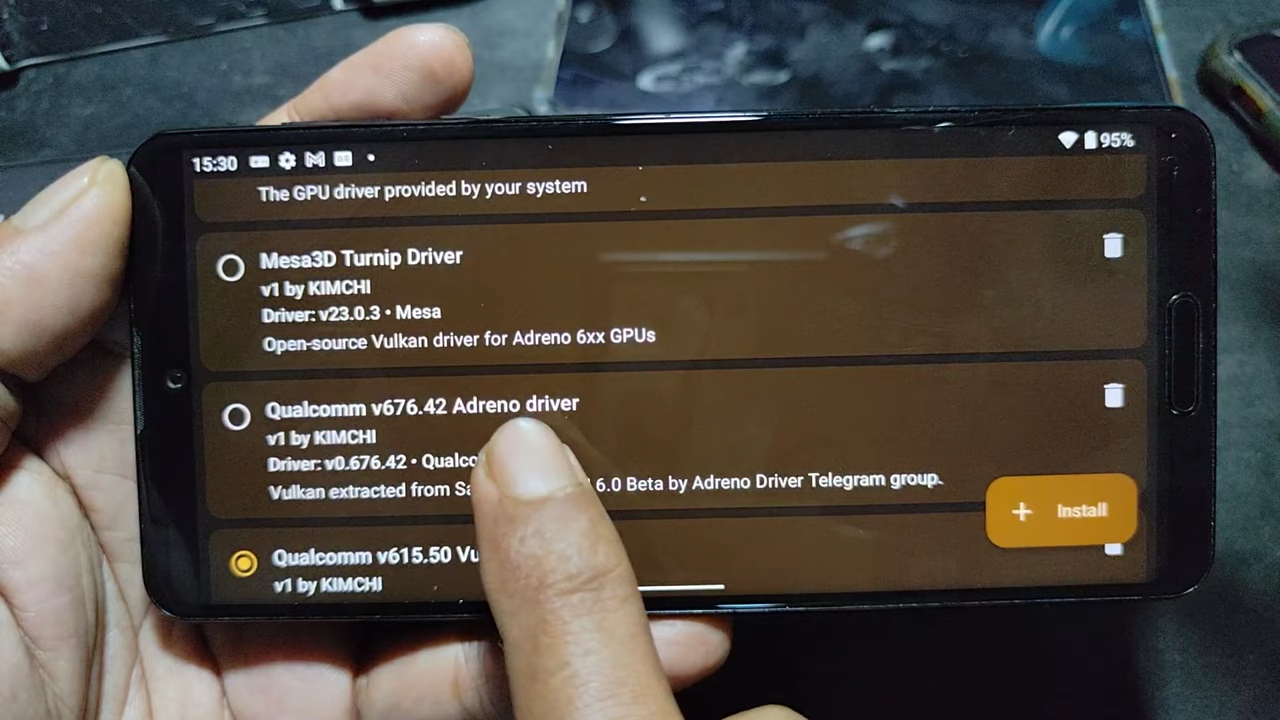 15:30
95%
The GPU driver provided by your system
Mesa3D Turnip Driver
v1 by KIMCHI
Driver: v23.0.3 • Mesa
Open-source Vulkan driver for Adreno 6xx GPUs
Qualcomm v676.42 Adreno driver
v1 by KIMCHI
Driver: v0.676.42 • Qualco
Vulkan extracted from Sa 6.0 Beta by Adreno Driver Telegram group.
+ Install
Qualcomm v615.50 Vu
v1 by KIMCHI